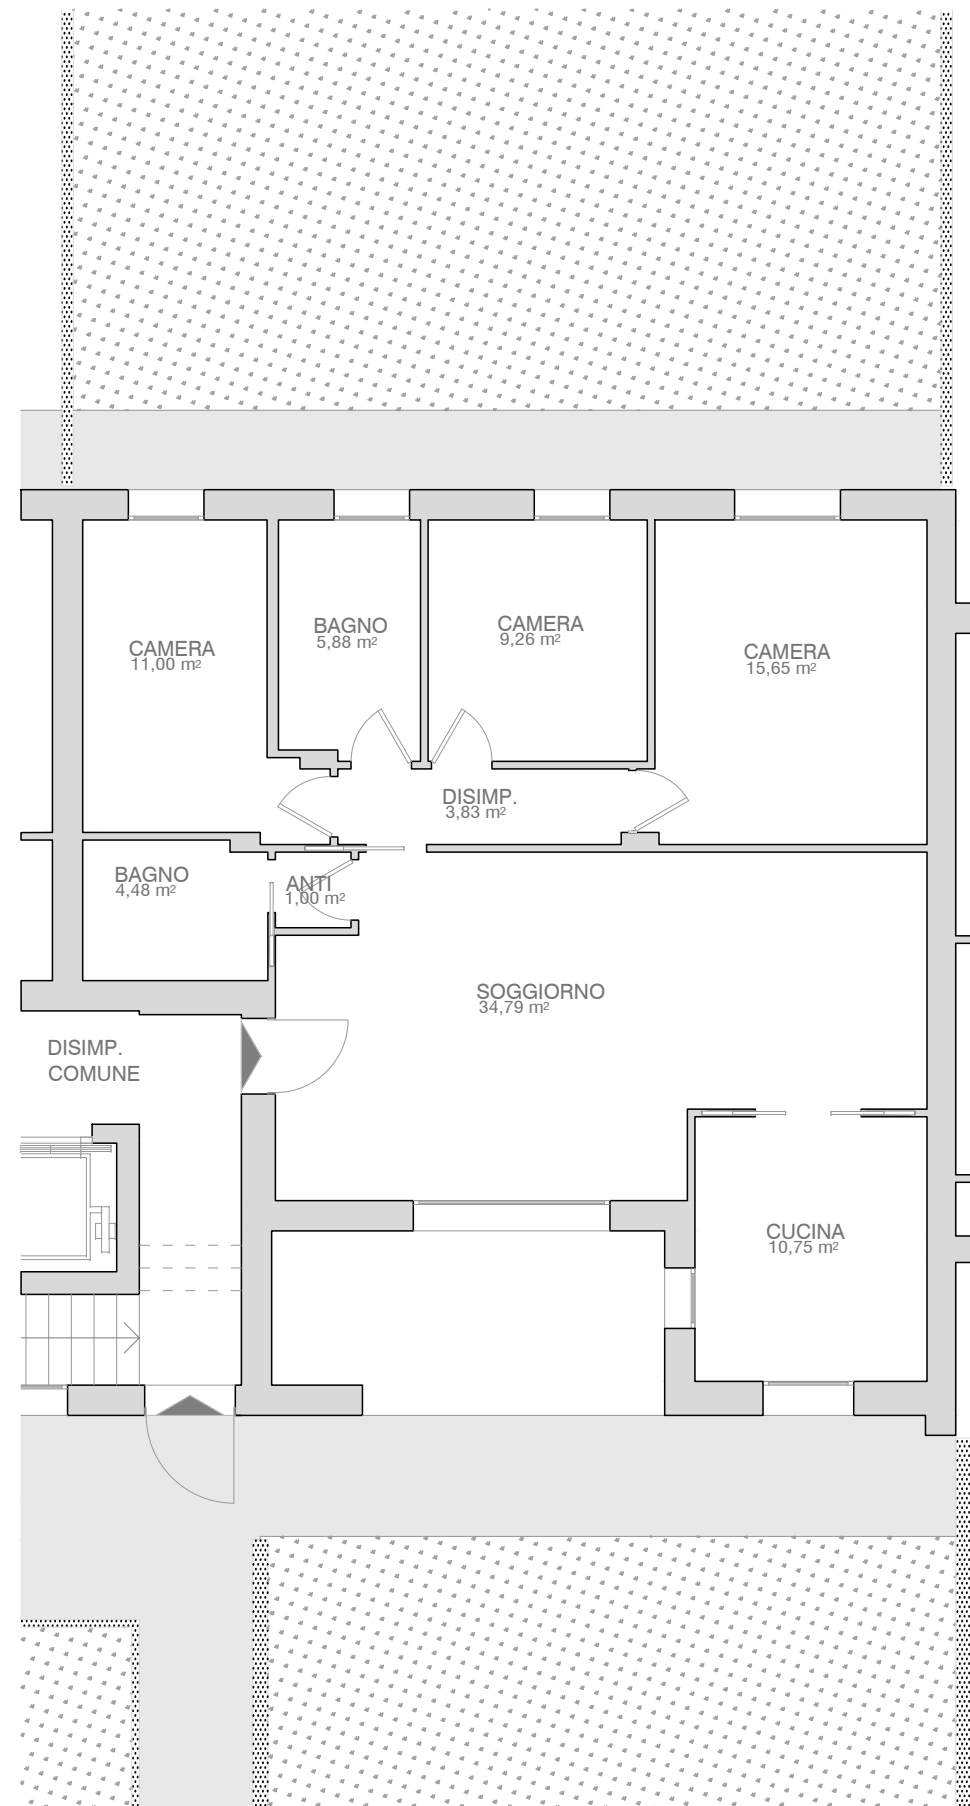 CAMERA
11,00 m²
BAGNO
5,88 m²
CAMERA
9,26 m²
CAMERA
15,65 m²
DISIMP.
3,83 m²
BAGNO
4,48 m²
ANTI
1,00 m²
SOGGIORNO
34,79 m²
DISIMP.
COMUNE
CUCINA
10,75 m²